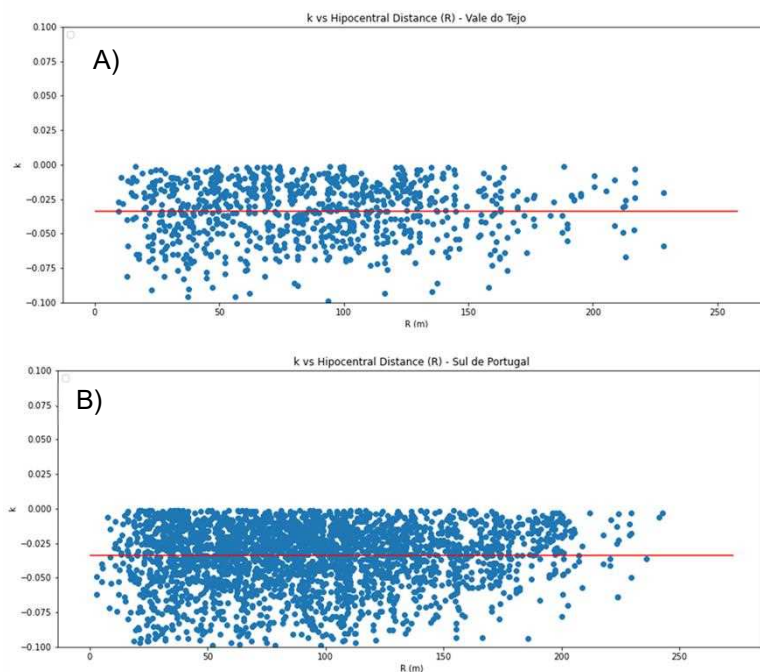 k vs Hipocentral Distance (R) - Vale do Tejo
A)
0.100
0.075
0.050
0.025
0.000
−0.025
−0.050
−0.075
−0.100
k
0 50 100 150 200 250
R (m)
k vs Hipocentral Distance (R) - Sul de Portugal
B)
0.100
0.075
0.050
0.025
0.000
−0.025
−0.050
−0.075
−0.100
k
0 50 100 150 200 250
R (m)